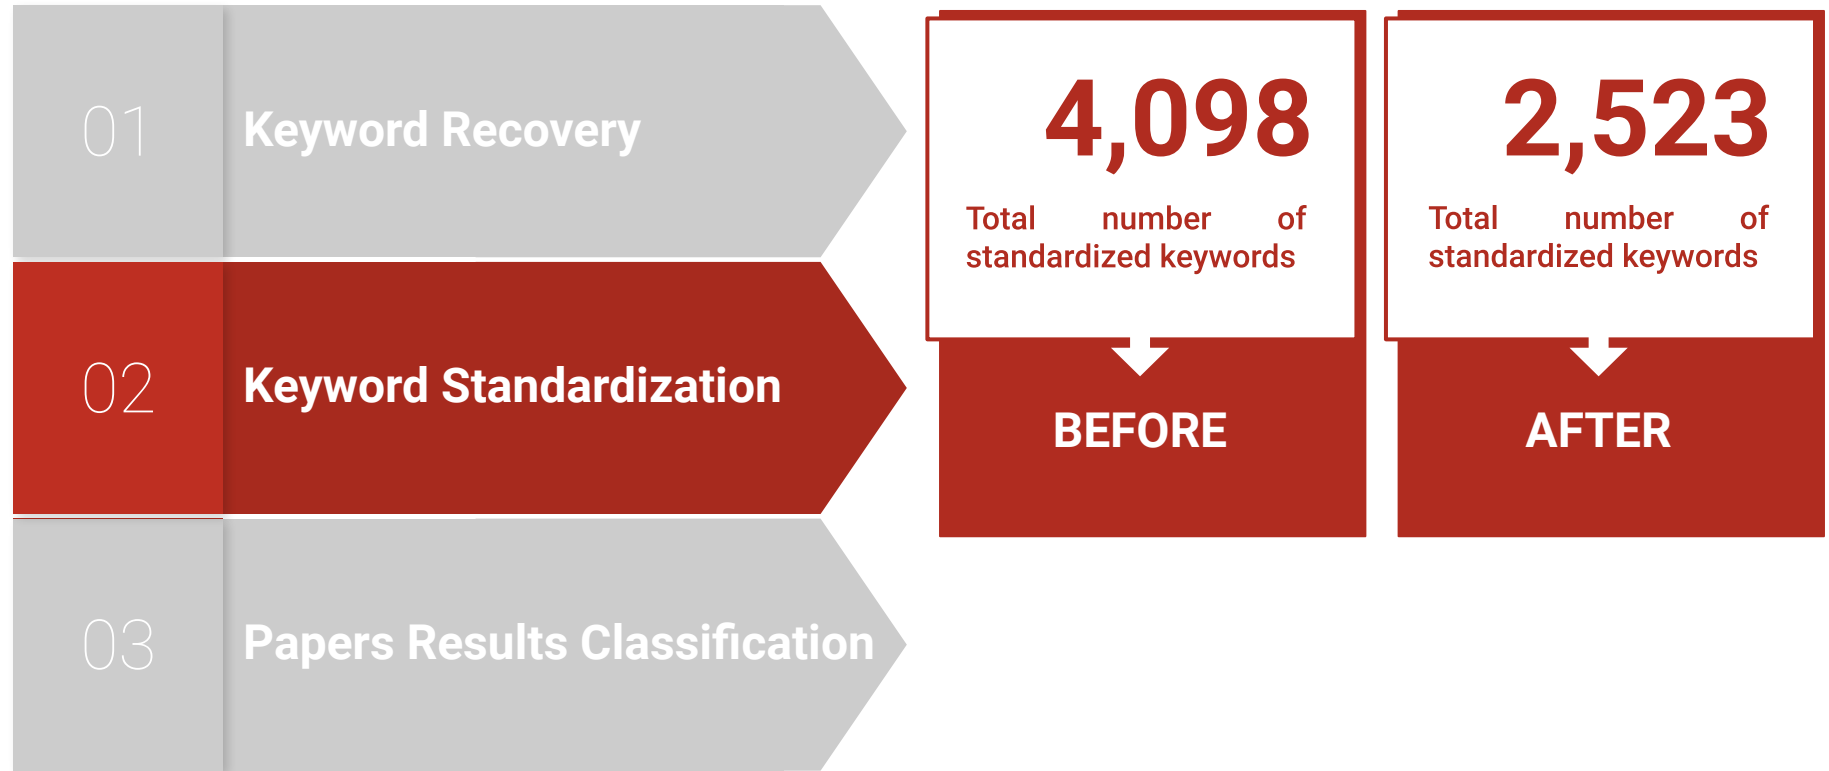 01
Keyword Recovery
02
Keyword Standardization
03
Papers Results Classification
4,098
Total number of
standardized keywords
BEFORE
2,523
Total number of
standardized keywords
AFTER